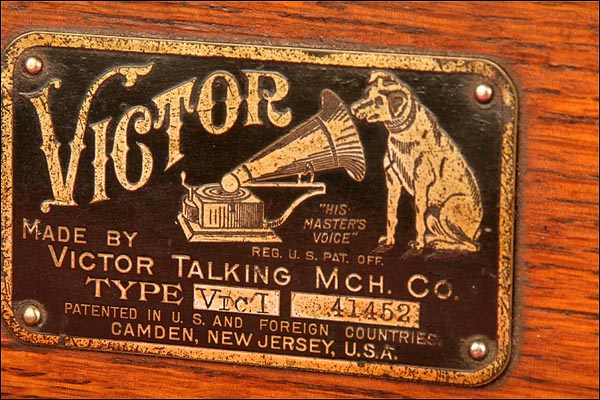 VICTOR
"HIS
MASTER'S
VOICE"
REG. U.S. PAT. OFF.
MADE BY
VICTOR TALKING MCH. CO.
TYPE VIC I 41452
PATENTED IN U.S. AND FOREIGN COUNTRIES
CAMDEN, NEW JERSEY, U.S.A.